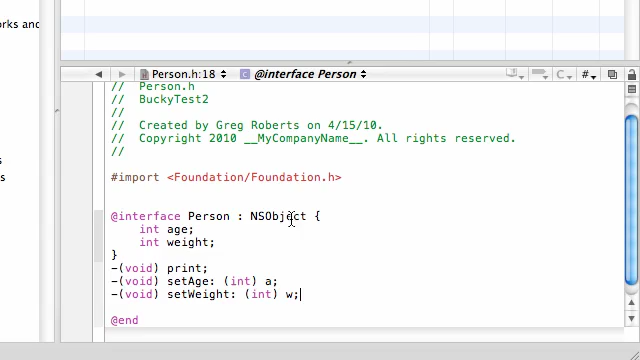 orks and
Person.h:18 @interface Person C #
// Person.h
// BuckyTest2
//
// Created by Greg Roberts on 4/15/10.
// Copyright 2010 __MyCompanyName__. All rights reserved.
//
#import <Foundation/Foundation.h>
@interface Person : NSObject {
int age;
int weight;
}
-(void) print;
-(void) setAge: (int) a;
-(void) setWeight: (int) w;
@end
s
s